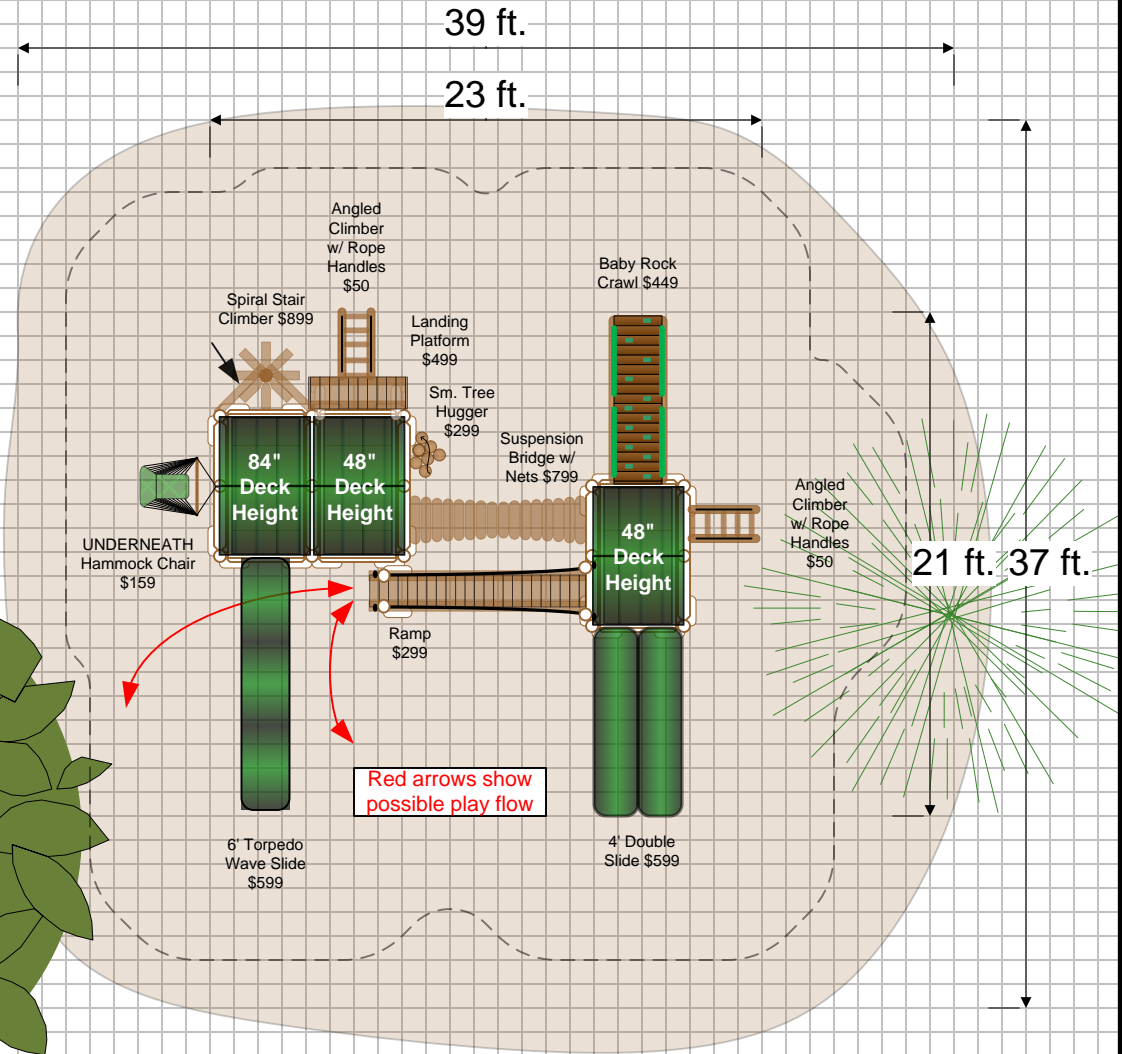 39 ft.
23 ft.
Angled
Climber
w/ Rope
Handles
$50
Baby Rock
Crawl $449
Spiral Stair
Climber $899
Landing
Platform
$499
Sm. Tree
Hugger
$299
Suspension
Bridge w/
Nets $799
84"
Deck
Height
48"
Deck
Height
48"
Deck
Height
Angled
Climber
w/ Rope
Handles
$50
21 ft.
37 ft.
UNDERNEATH
Hammock Chair
$159
Ramp
$299
Red arrows show
possible play flow
6' Torpedo
Wave Slide
$599
4' Double
Slide $599